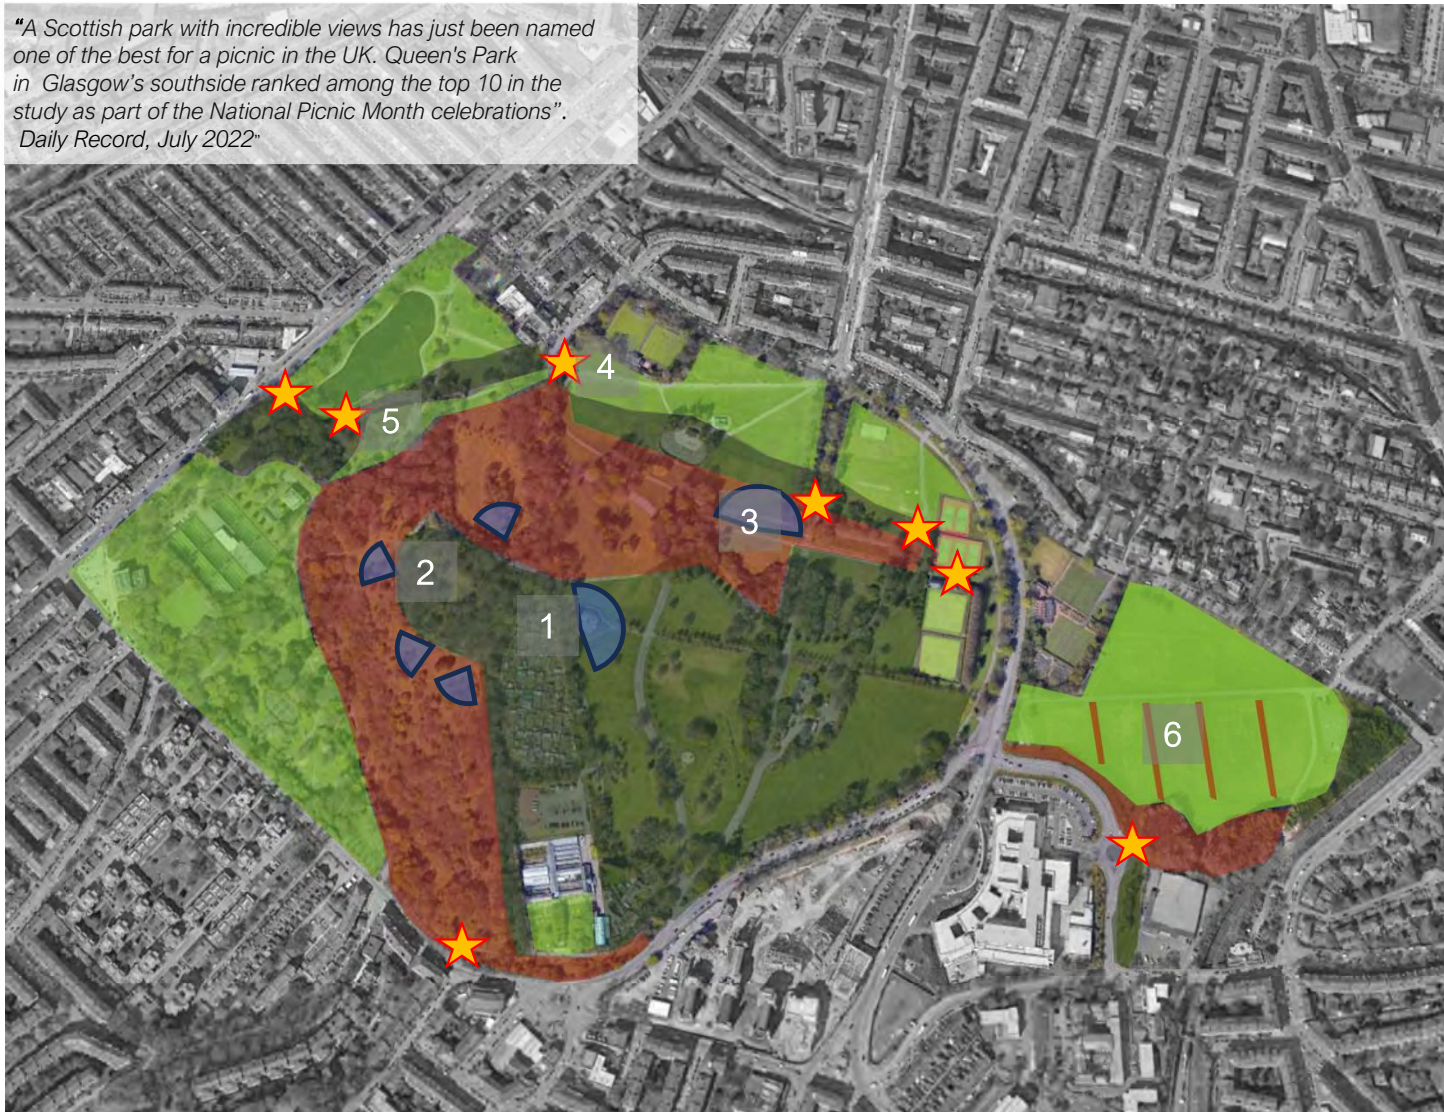 "A Scottish park with incredible views has just been named
one of the best for a picnic in the UK. Queen's Park
in Glasgow's southside ranked among the top 10 in the
study as part of the National Picnic Month celebrations".
Daily Record, July 2022"
4
5
3
2
1
6